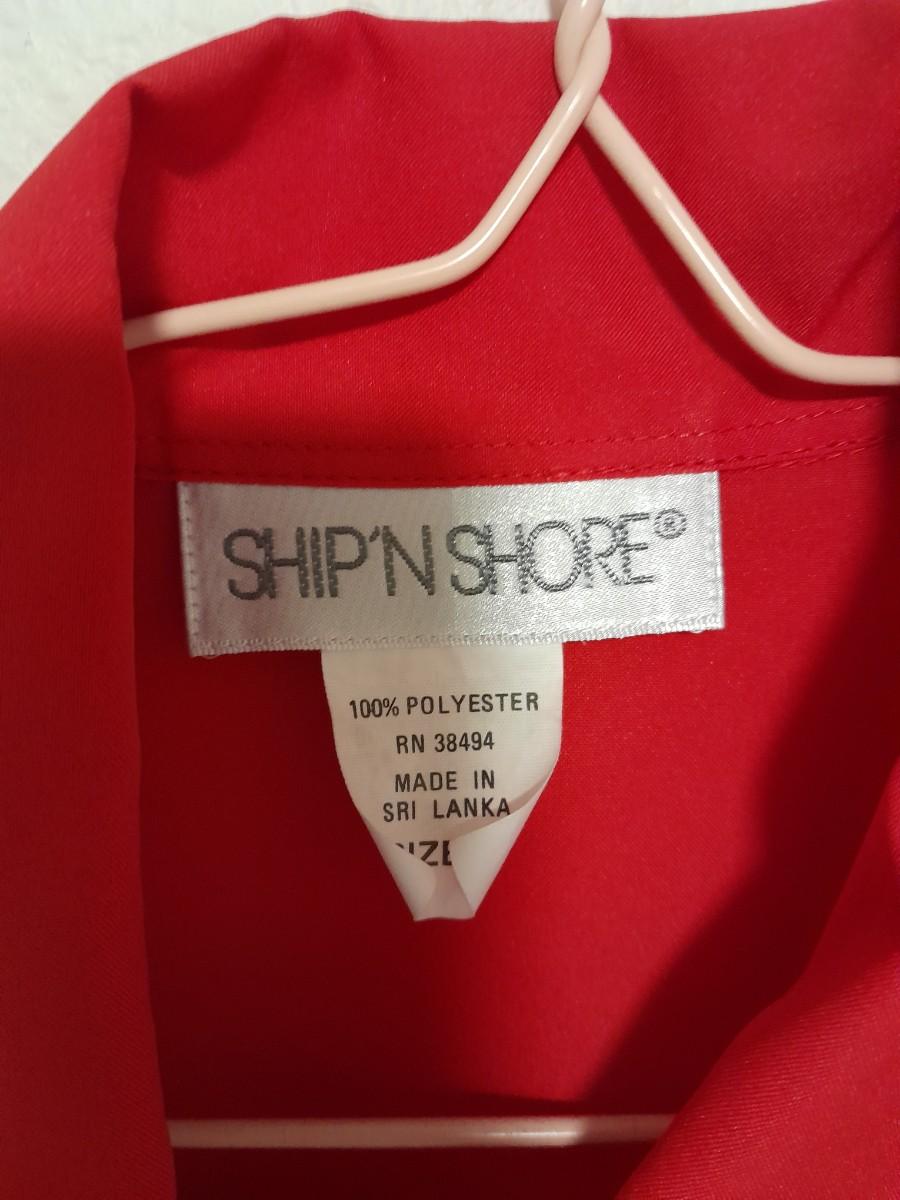 SHIP'N SHORE®
100% POLYESTER
RN 38494
MADE IN
SRI LANKA